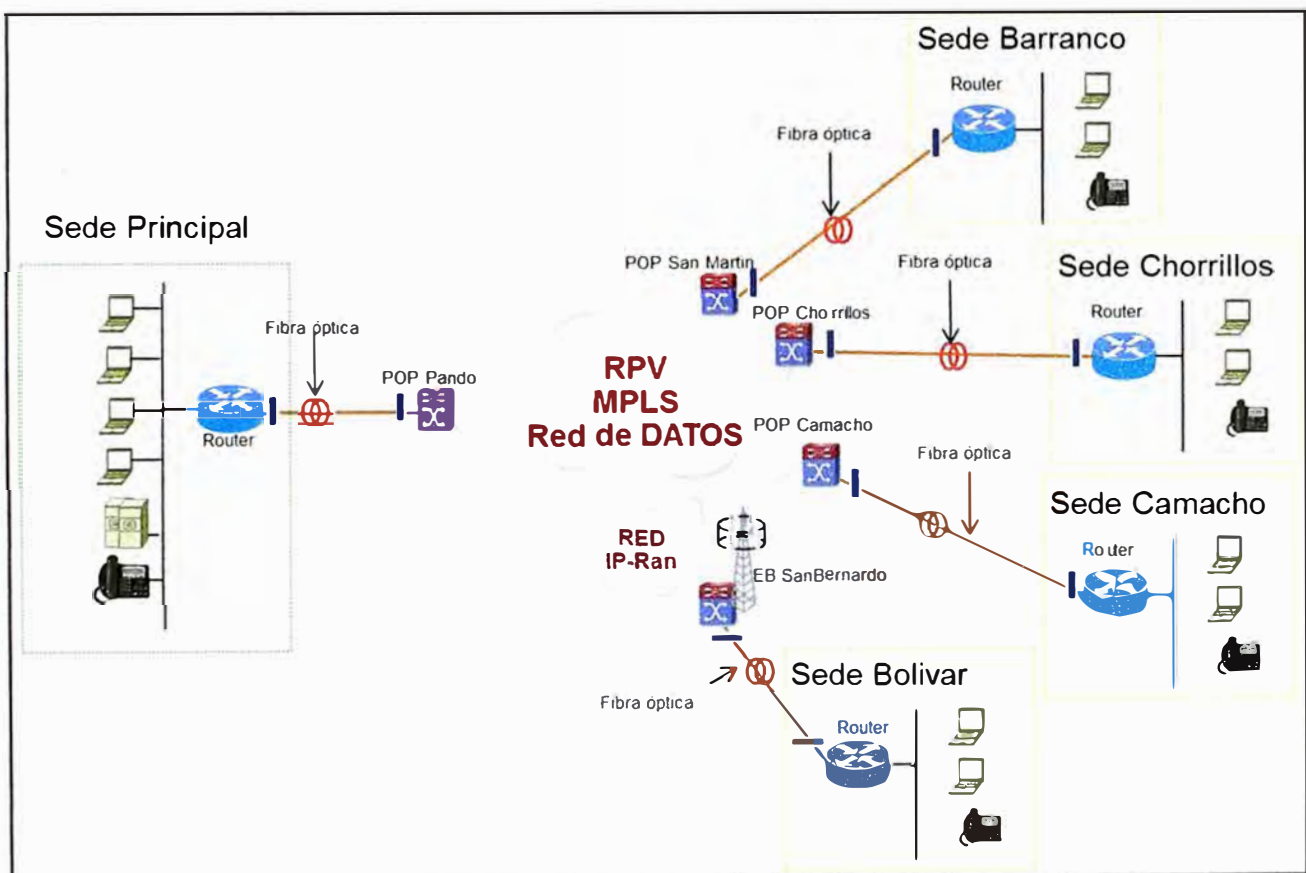 Sede Barranco
Router
Fibra óptica
Sede Principal
POP San Martin
Fibra óptica
Sede Chorrillos
Router
POP Chorrillos
Fibra óptica
POP Pando
Router
RPV
MPLS
Red de DATOS
POP Camacho
Fibra óptica
Sede Camacho
Router
RED
IP-Ran
EB SanBernardo
Sede Bolivar
Fibra óptica
Router